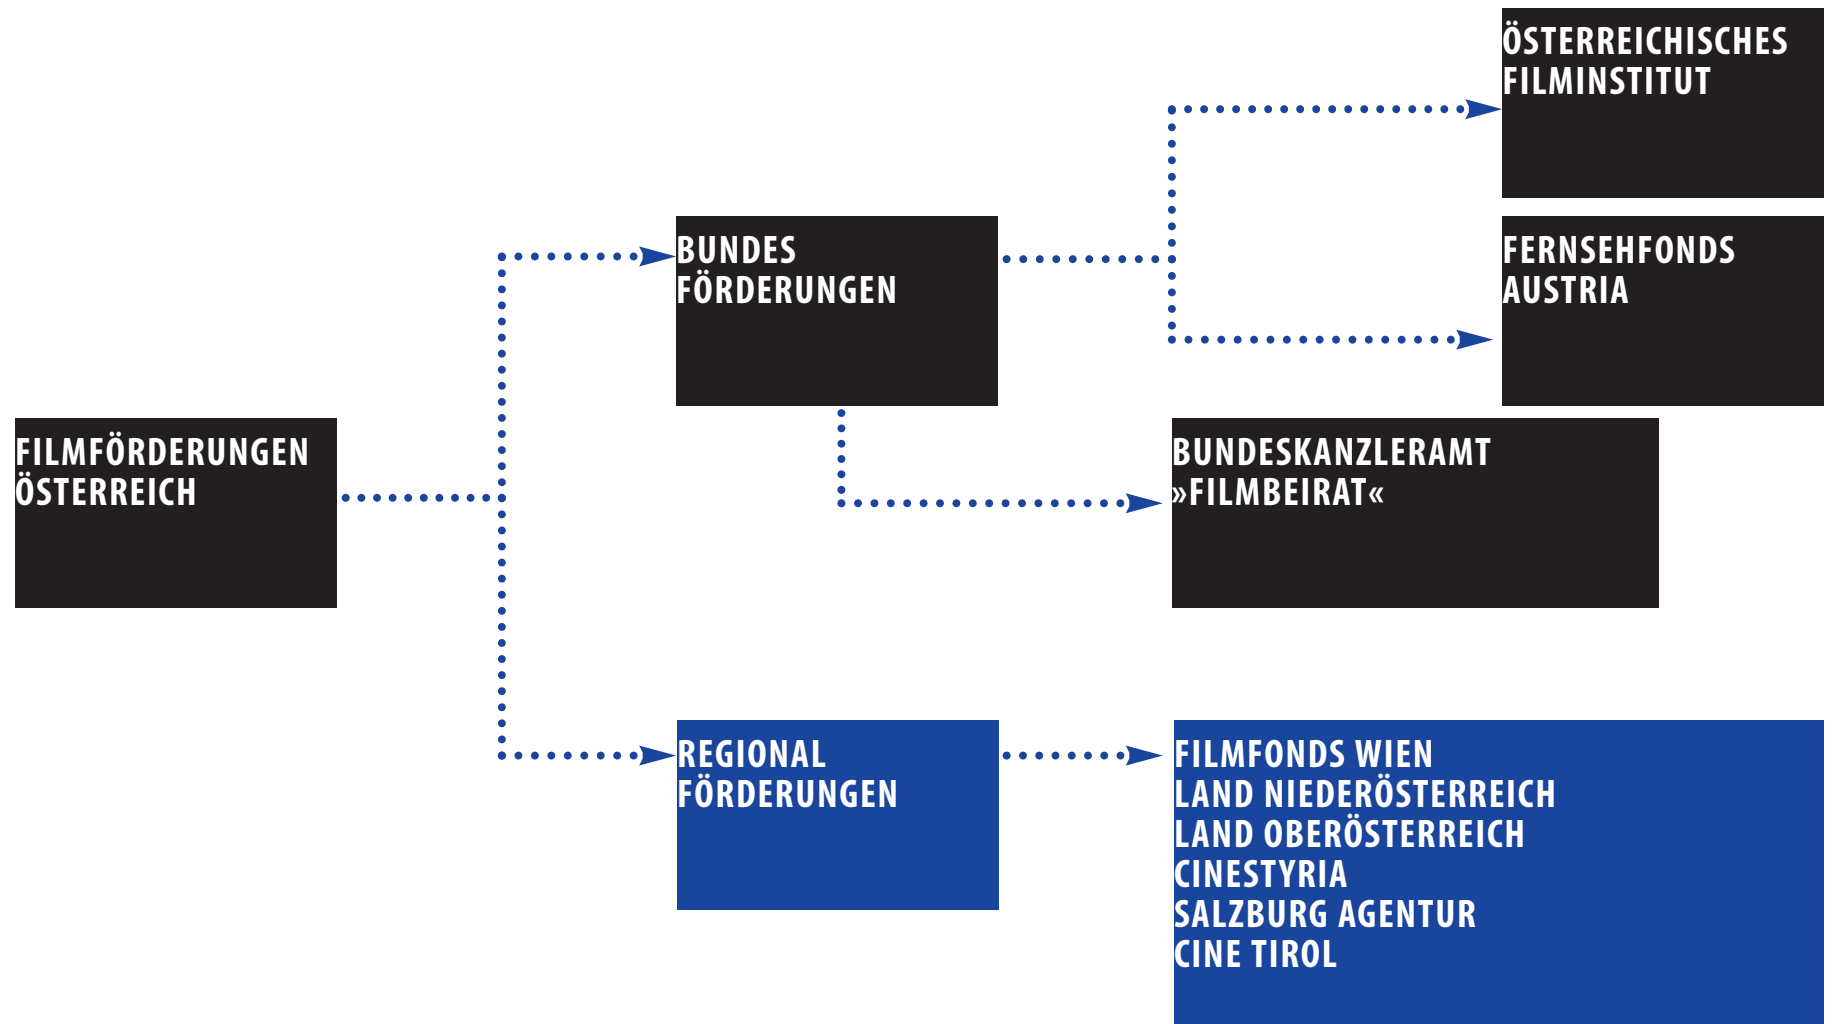 ÖSTERREICHISCHES
FILMINSTITUT
BUNDES
FÖRDERUNGEN
FERNSEHFONDS
AUSTRIA
FILMFÖRDERUNGEN
ÖSTERREICH
BUNDESKANZLERAMT
»FILMBEIRAT«
REGIONAL
FÖRDERUNGEN
FILMFONDS WIEN
LAND NIEDERÖSTERREICH
LAND OBERÖSTERREICH
CINESTYRIA
SALZBURG AGENTUR
CINE TIROL